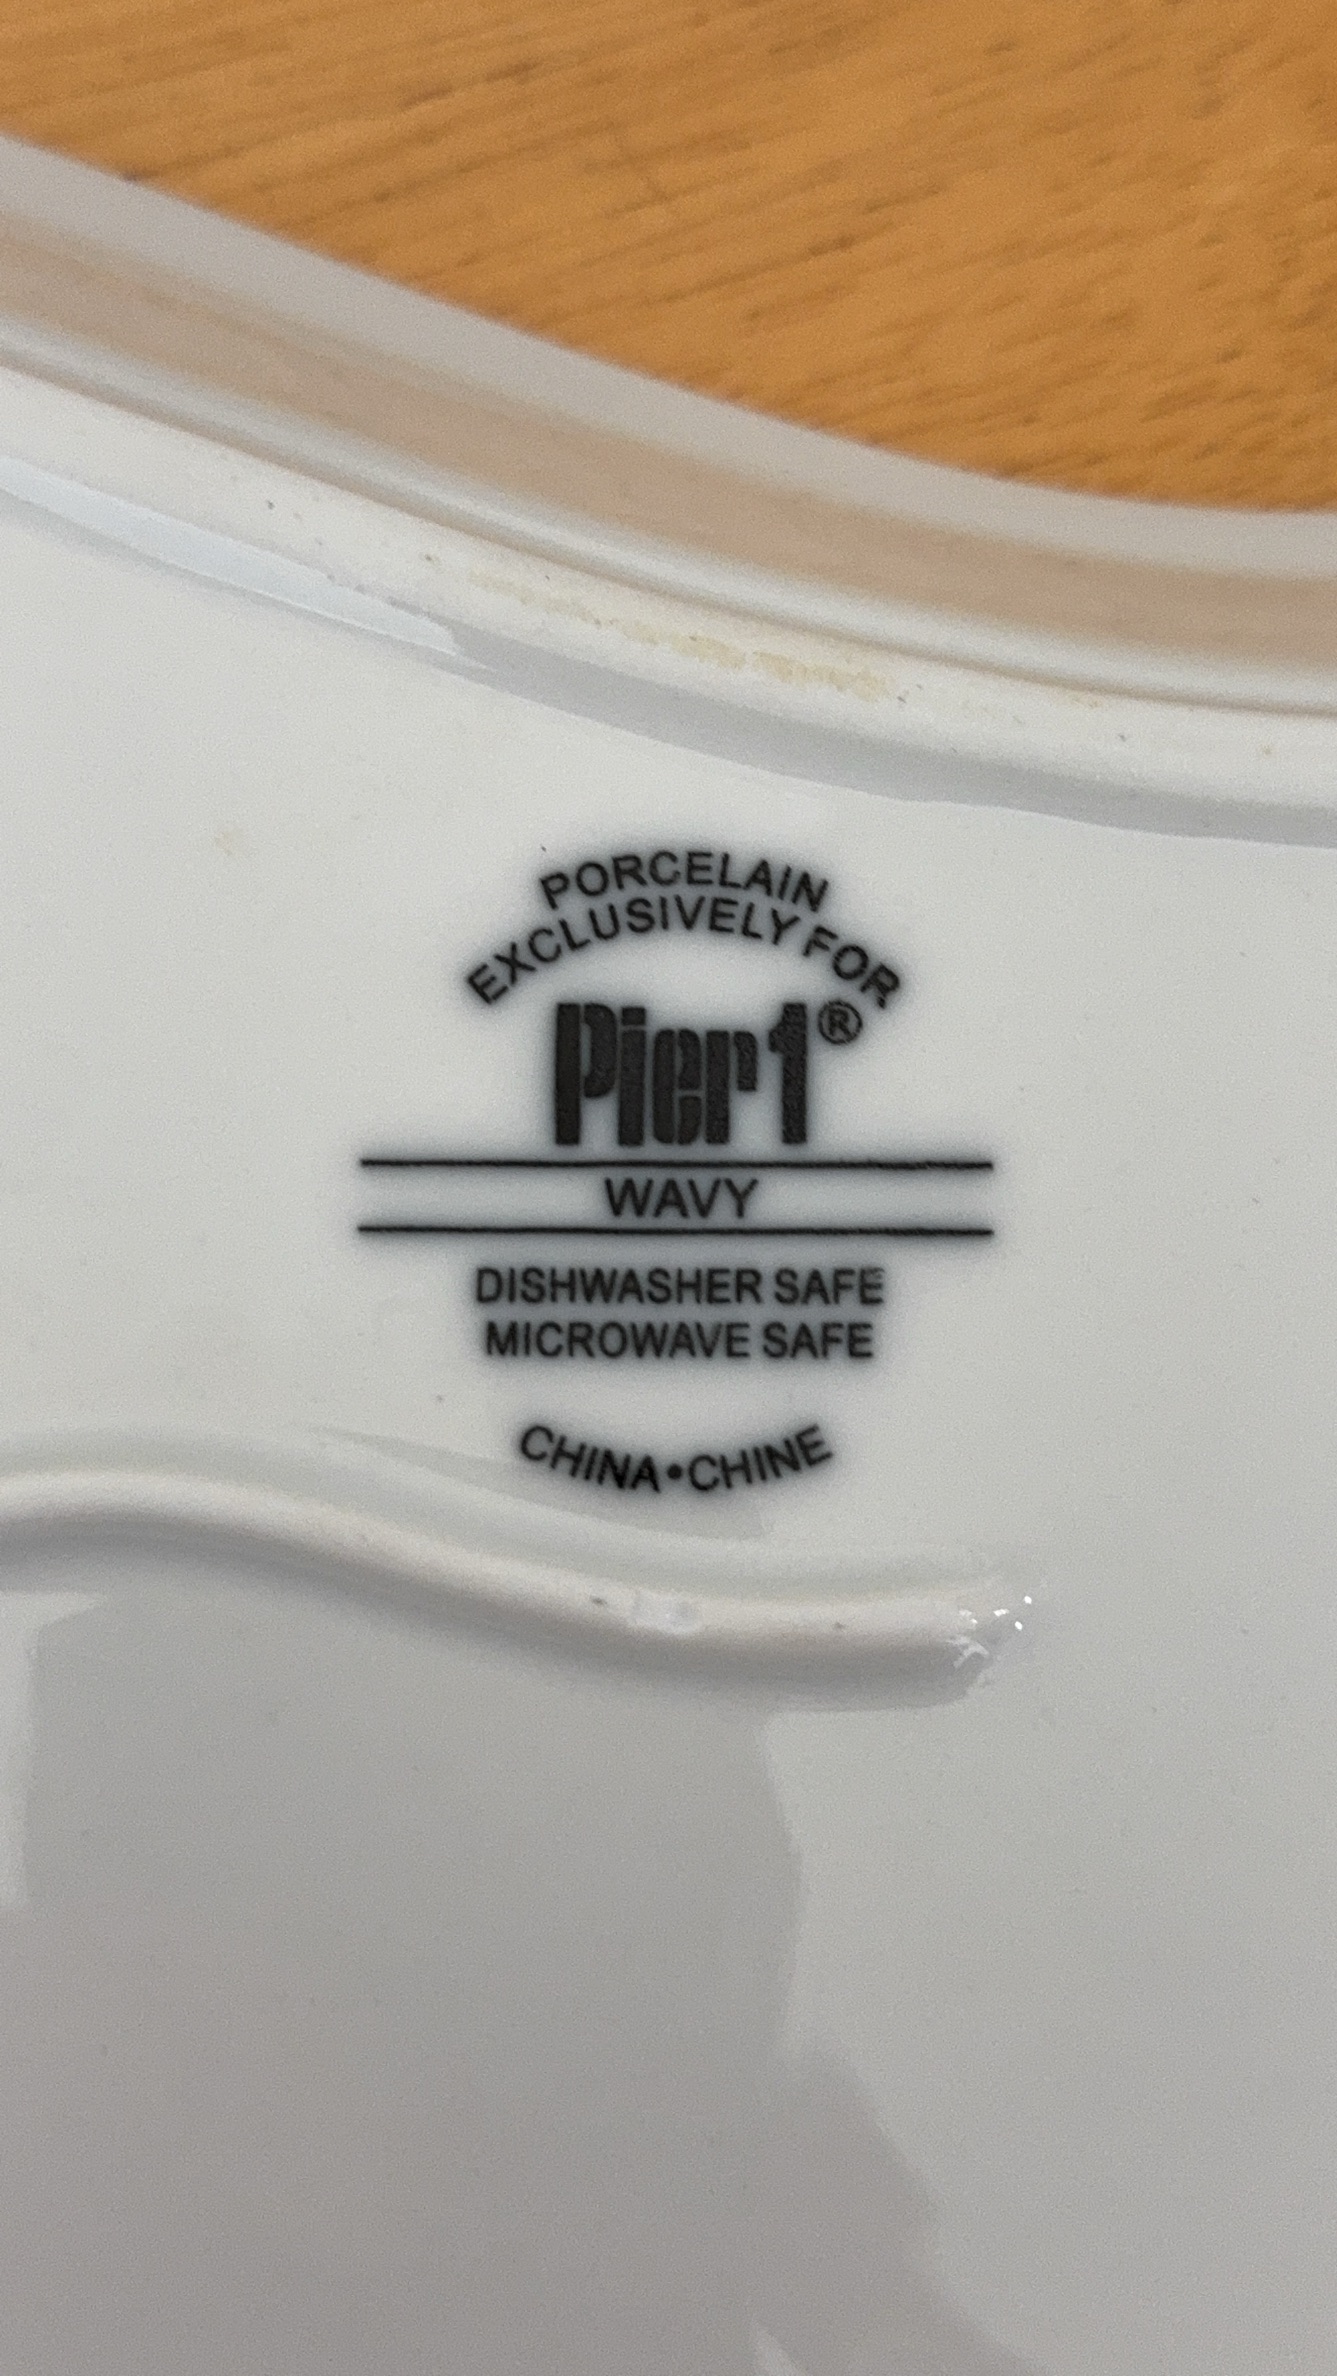 PORCELAIN
EXCLUSIVELY FOR
Pier1®
WAVY
DISHWASHER SAFE
MICROWAVE SAFE
CHINA•CHINE